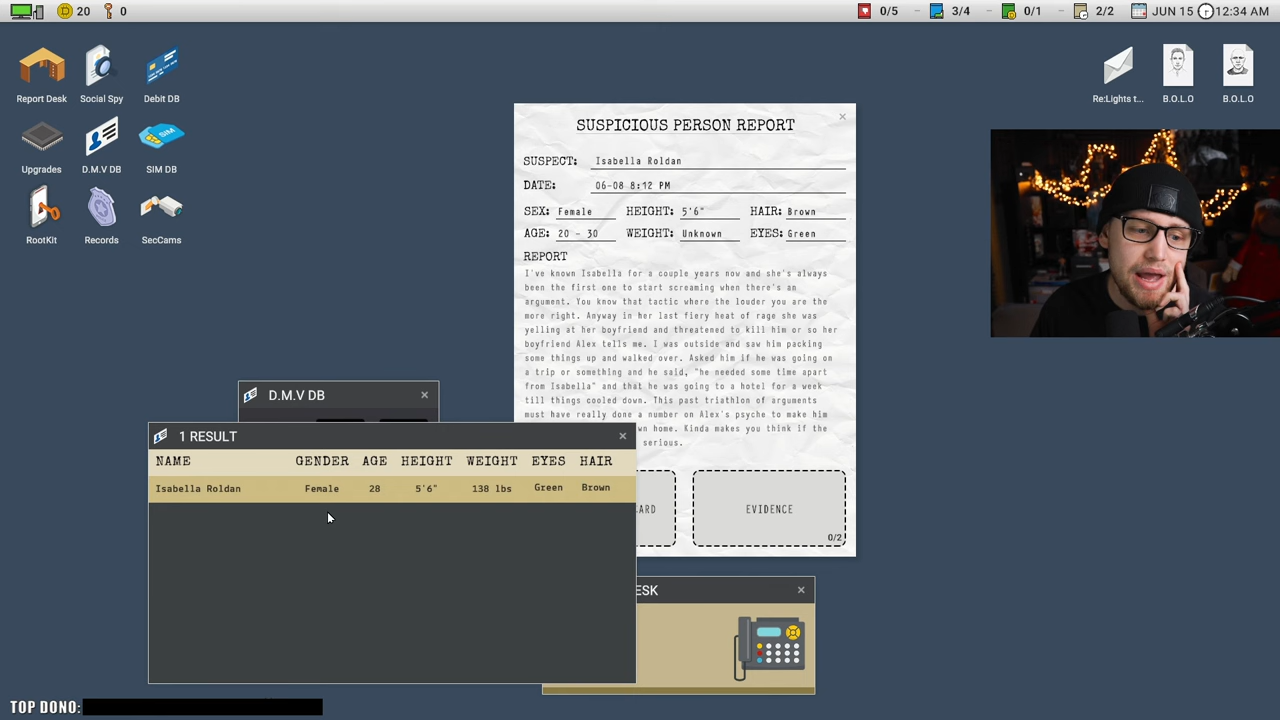 20
0
0/5
3/4
0/1
2/2
JUN 15
12:34 AM
Report Desk
Social Spy
Debit DB
Upgrades
D.M.V DB
SIM DB
RootKit
Records
SecCams
Re:Lights t...
B.O.L.O
B.O.L.O
SUSPICIOUS PERSON REPORT
SUSPECT: Isabella Roldan
DATE: 06-08 8:12 PM
SEX: Female HEIGHT: 5'6" HAIR: Brown
AGE: 20 - 30 WEIGHT: Unknown EYES: Green
REPORT
I've known Isabella for a couple years now and she's always
been the first one to start screaming when there's an
argument. You know that tactic where the louder you are the
more right. Anyway in her last fiery heat of rage she was
yelling at her boyfriend and threatened to kill him or so her
boyfriend Alex tells me. I was outside and saw him packing
some things up and walked over. Asked him if he was going on
a trip or something and he said, "he needed some time apart
from Isabella" and that he was going to a hotel for a week
till things cooled down. This past triathlon of arguments
must have really done a number on Alex's psyche to make him
wn home. Kinda makes you think if the
serious.
ARD
EVIDENCE
0/2
D.M.V DB
1 RESULT
NAME GENDER AGE HEIGHT WEIGHT EYES HAIR
Isabella Roldan Female 28 5'6" 138 lbs Green Brown
ESK
TOP DONO: